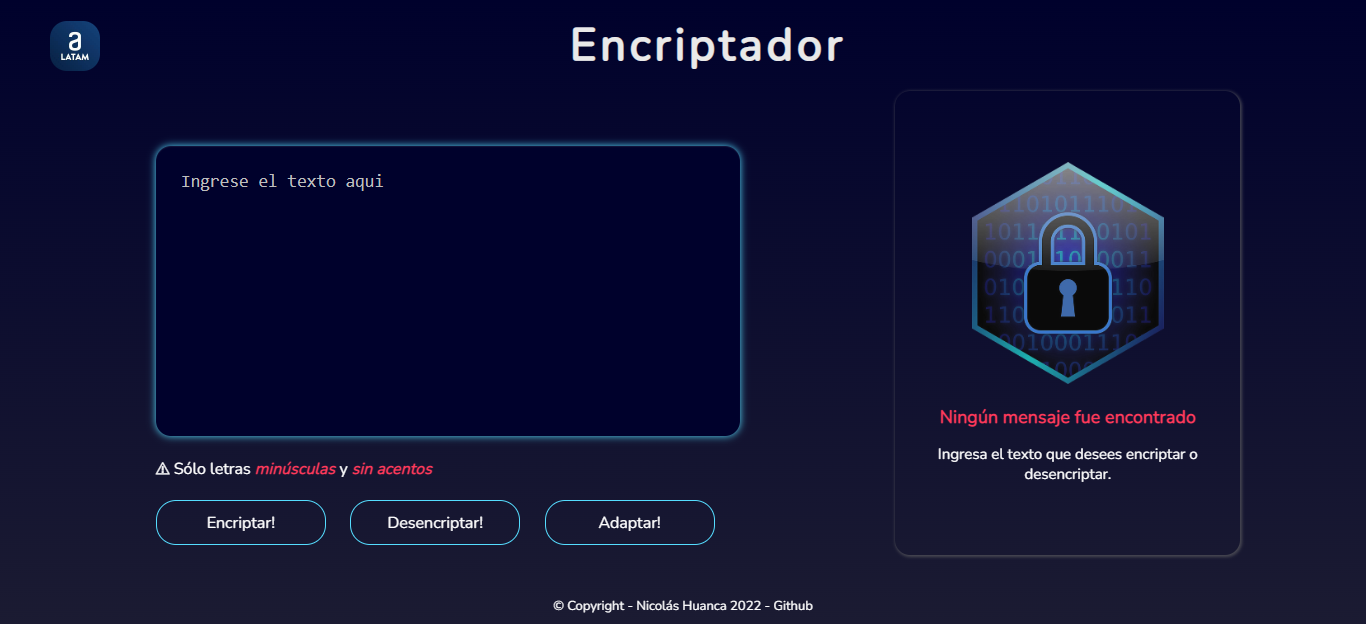 a
LATAM
Encriptador
Ingrese el texto aqui
⚠ Sólo letras minúsculas y sin acentos
Encriptar!
Desencriptar!
Adaptar!
Ningún mensaje fue encontrado
Ingresa el texto que desees encriptar o
desencriptar.
© Copyright - Nicolás Huanca 2022 - Github